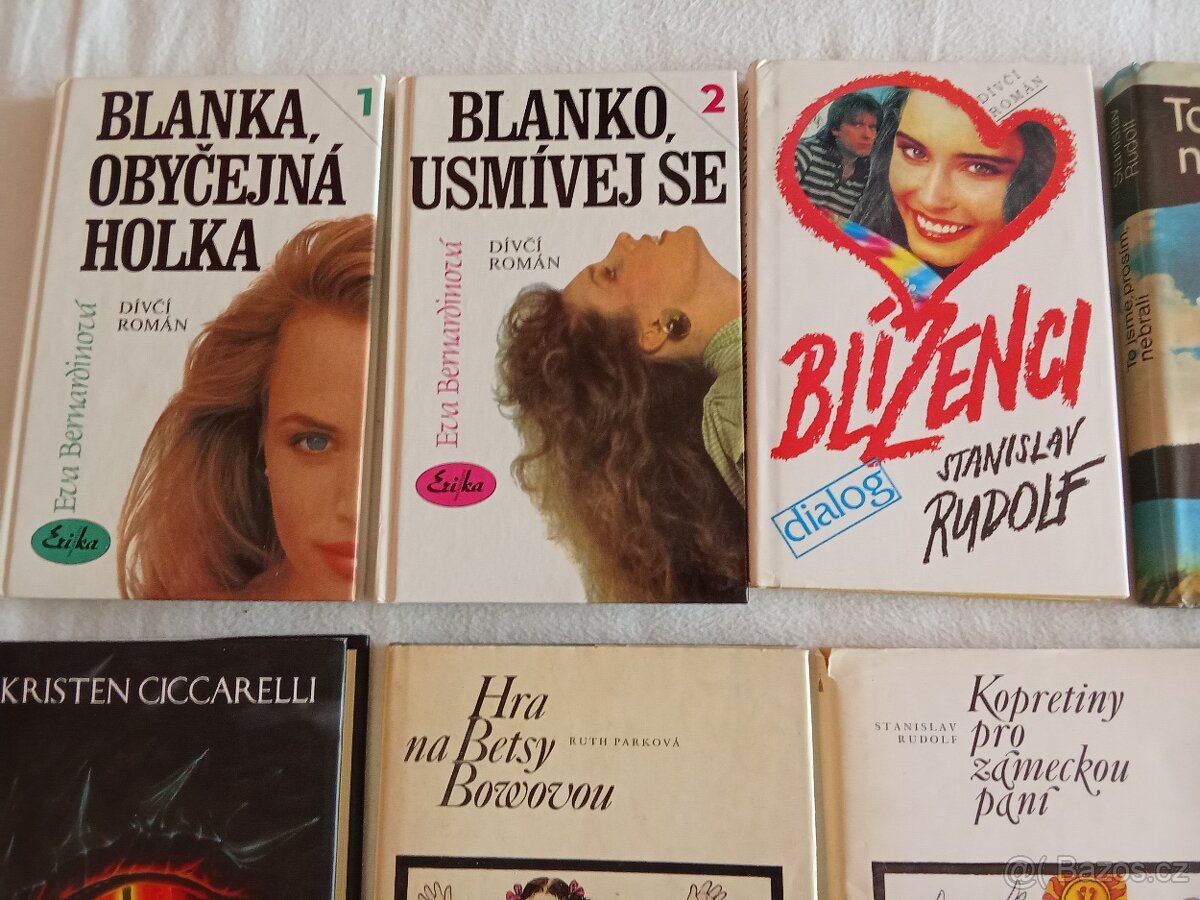 BLANKA,
OBYČEJNÁ
HOLKA
1
DÍVČÍ
ROMÁN
Eva Bernardinová
Erika
BLANKO,
USMÍVEJ SE
2
DÍVČÍ
ROMÁN
Eva Bernardinová
Erika
DÍVČÍ
ROMÁN
BLÍŽENCI
STANISLAV
RUDOLF
dialog
Stanislav
Rudolf
To jsme, prosím,
nebrali
To
n
KRISTEN CICCARELLI
Hra
na Betsy
Bowovou
RUTH PARKOVÁ
STANISLAV
RUDOLF
Kopretiny
pro
zámeckou
paní
Bazos.cz